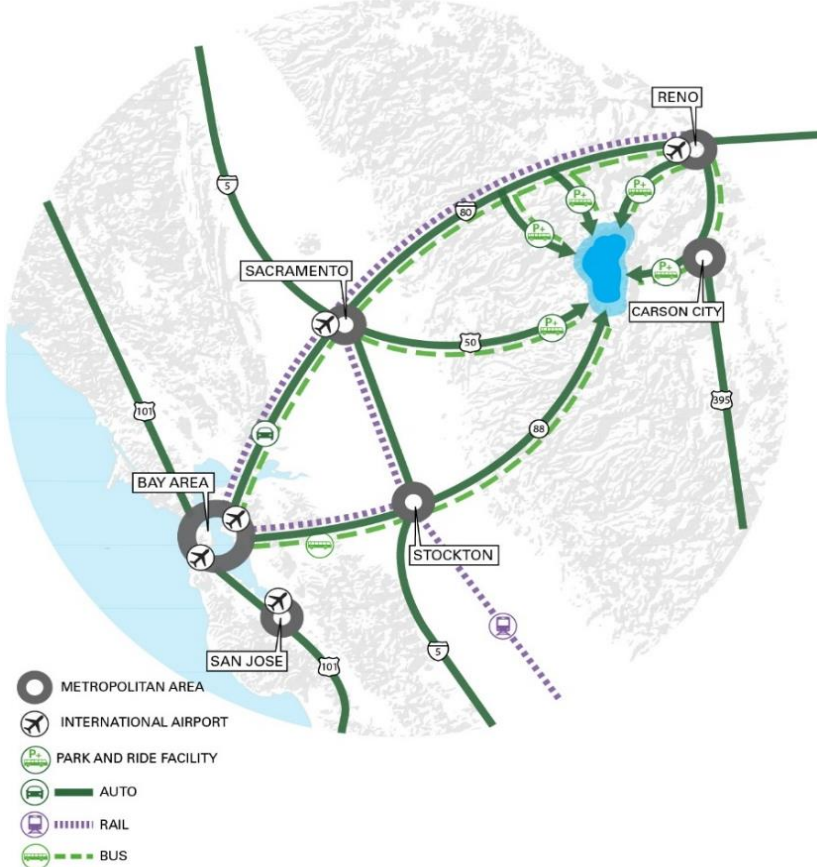 RENO
5
80
SACRAMENTO
CARSON CITY
50
395
101
88
BAY AREA
STOCKTON
SAN JOSE
5
101
P+
P+
P+
P+
P+
METROPOLITAN AREA
INTERNATIONAL AIRPORT
P+
PARK AND RIDE FACILITY
AUTO
RAIL
BUS